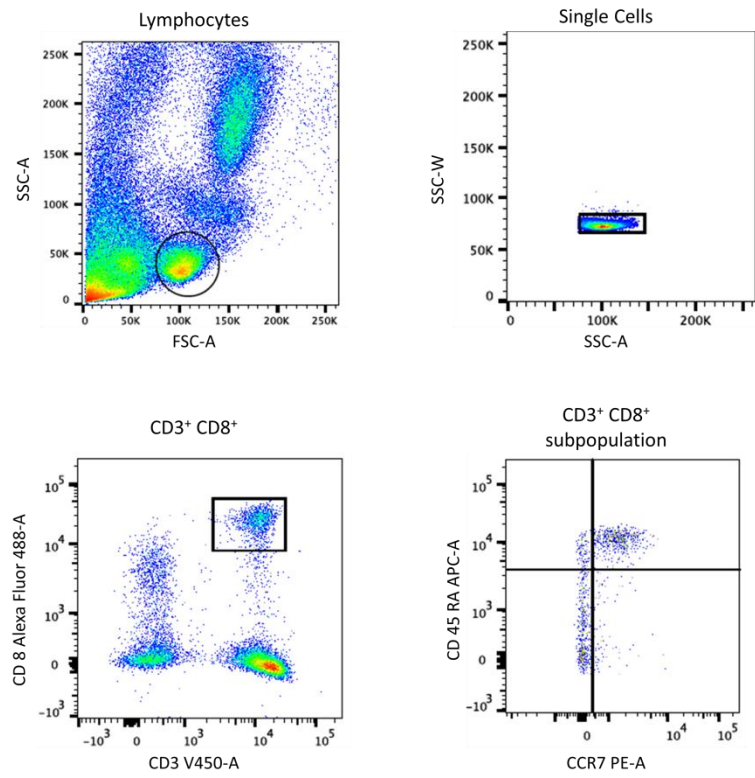 Lymphocytes
250K
200K
150K
100K
50K
0
0 50K 100K 150K 200K 250K
SSC-A
FSC-A
Single Cells
250K
200K
150K
100K
50K
0
0 100K 200K
SSC-W
SSC-A
CD3⁺ CD8⁺
10⁵
10⁴
10³
0
-10³
-10³ 0 10³ 10⁴ 10⁵
CD 8 Alexa Fluor 488-A
CD3 V450-A
CD3⁺ CD8⁺
subpopulation
10⁵
10⁴
10³
0
-10³
0 10⁴ 10⁵
CD 45 RA APC-A
CCR7 PE-A